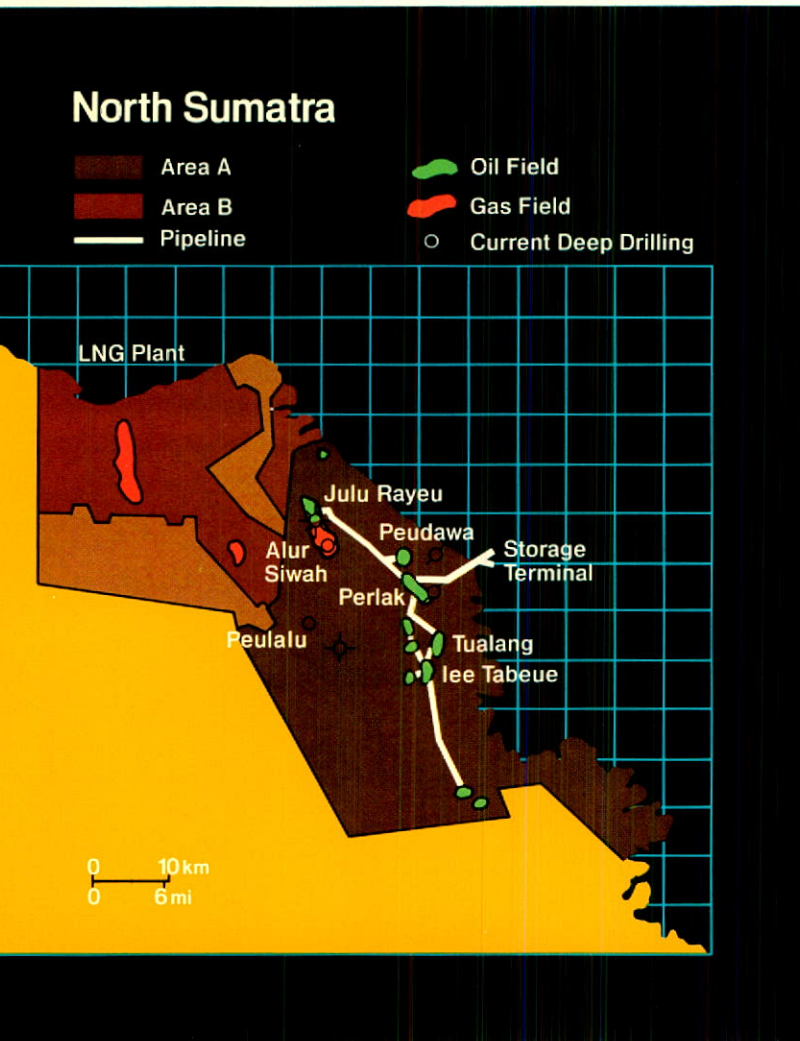 North Sumatra
Area A
Area B
Pipeline
Oil Field
Gas Field
Current Deep Drilling
LNG Plant
Julu Rayeu
Peudawa
Alur
Siwah
Storage
Terminal
Perlak
Peulalu
Tualang
Iee Tabeue
0 10 km
0 6 mi